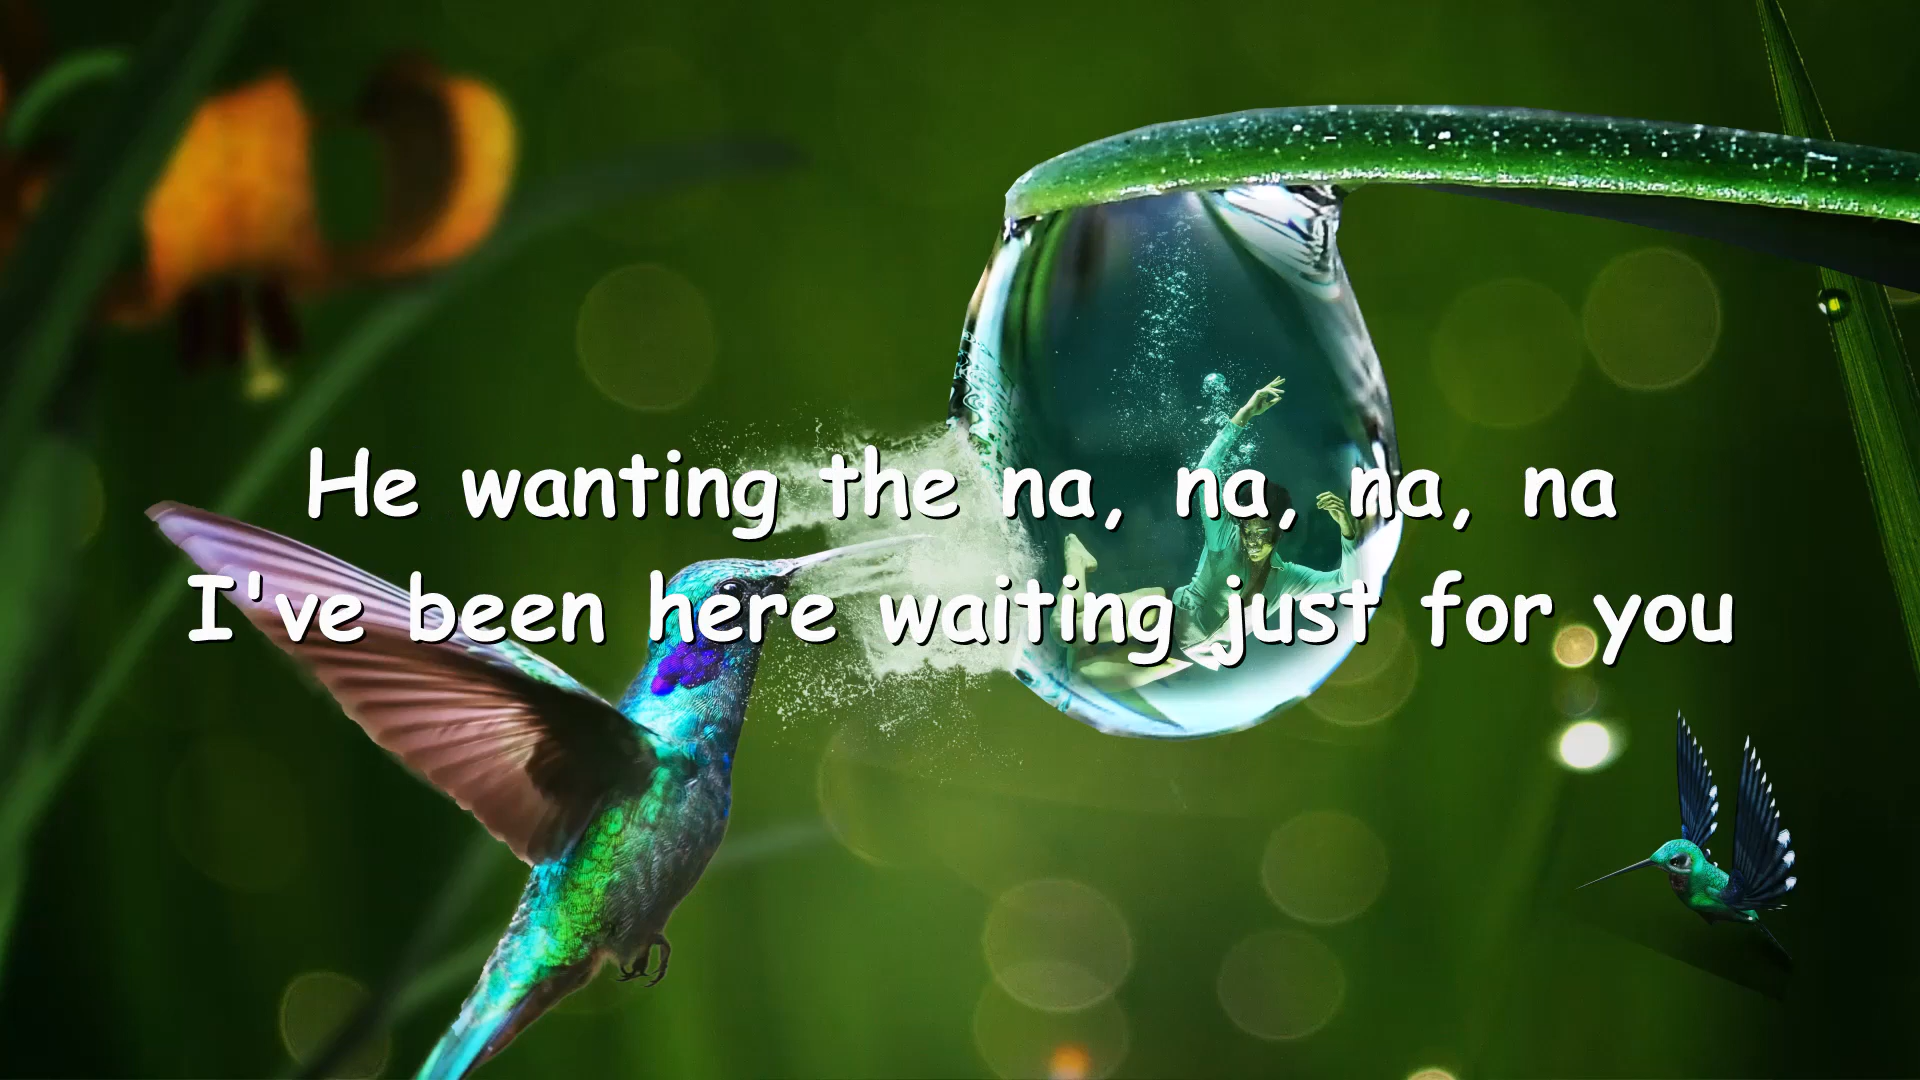 He wanting the na, na, na, na
I've been here waiting just for you